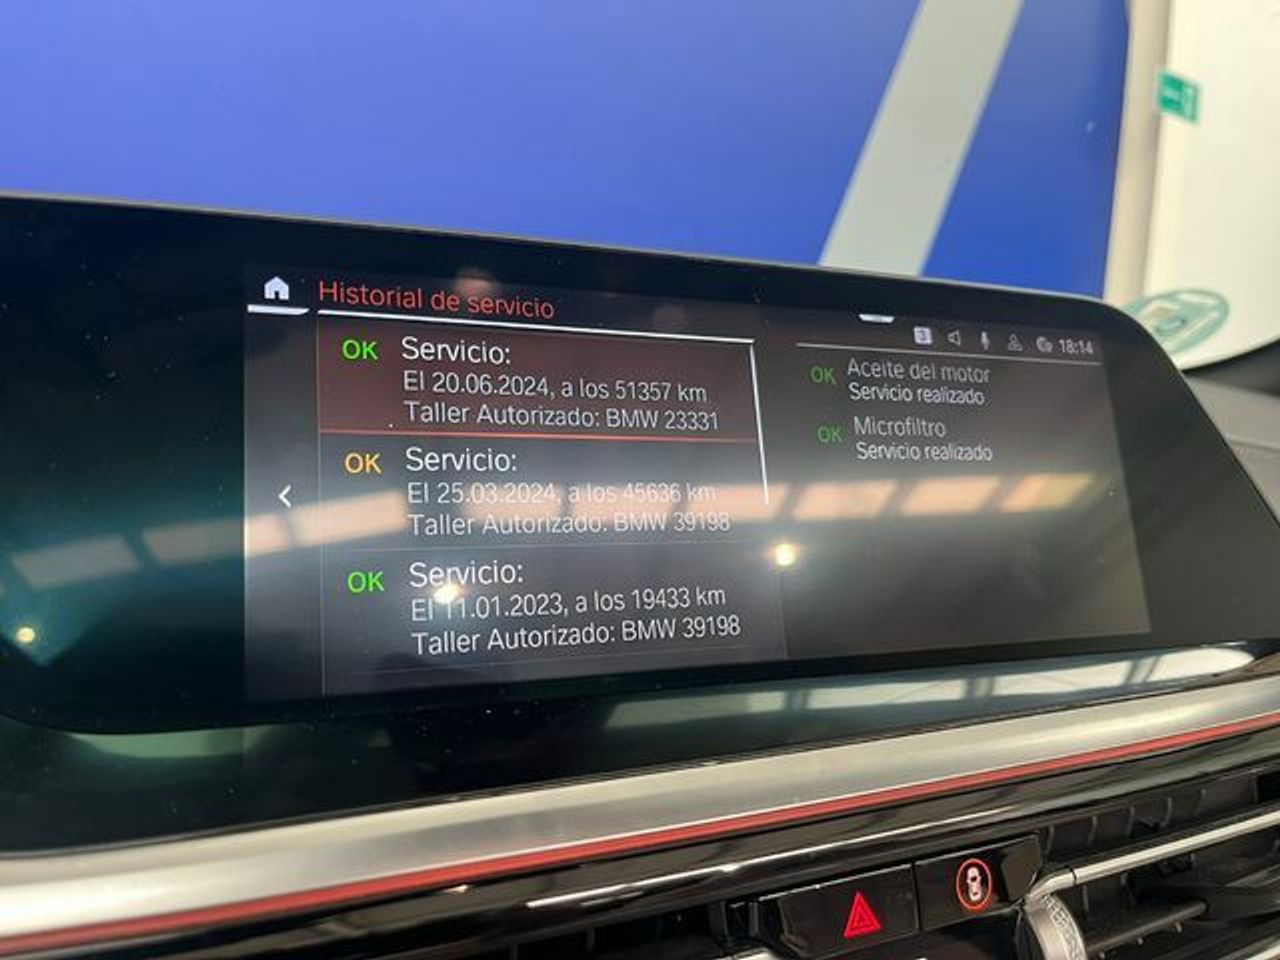 Historial de servicio
3
18:14
OK Servicio:
El 20.06.2024, a los 51357 km
Taller Autorizado: BMW 23331
OK Servicio:
El 25.03.2024, a los 45636 km
Taller Autorizado: BMW 39198
OK Servicio:
El 11.01.2023, a los 19433 km
Taller Autorizado: BMW 39198
OK Aceite del motor
Servicio realizado
OK Microfiltro
Servicio realizado